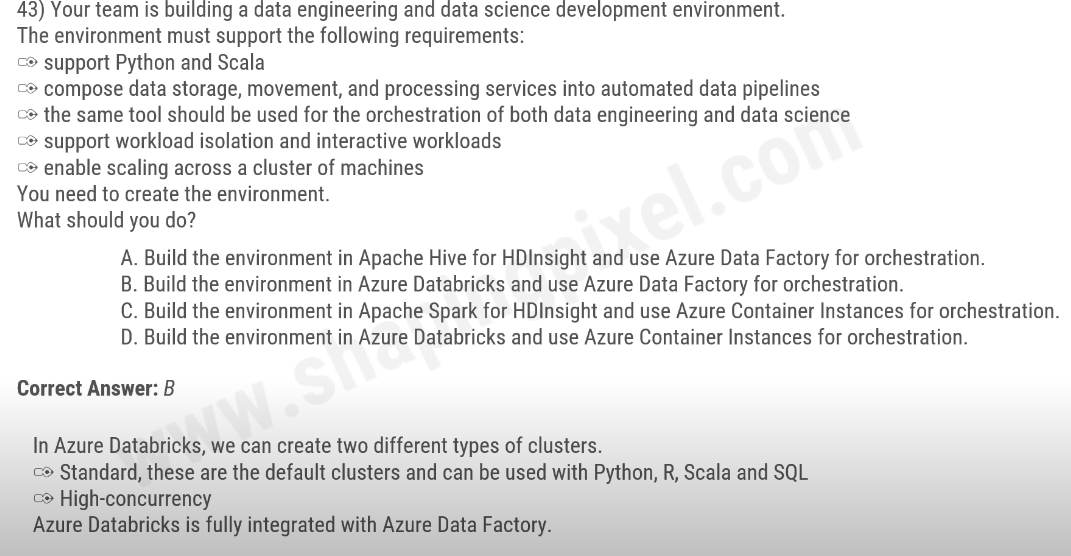 43) Your team is building a data engineering and data science development environment.
The environment must support the following requirements:
support Python and Scala
compose data storage, movement, and processing services into automated data pipelines
the same tool should be used for the orchestration of both data engineering and data science
support workload isolation and interactive workloads
enable scaling across a cluster of machines
You need to create the environment.
What should you do?
A. Build the environment in Apache Hive for HDInsight and use Azure Data Factory for orchestration.
B. Build the environment in Azure Databricks and use Azure Data Factory for orchestration.
C. Build the environment in Apache Spark for HDInsight and use Azure Container Instances for orchestration.
D. Build the environment in Azure Databricks and use Azure Container Instances for orchestration.
Correct Answer: B
In Azure Databricks, we can create two different types of clusters.
Standard, these are the default clusters and can be used with Python, R, Scala and SQL
High-concurrency
Azure Databricks is fully integrated with Azure Data Factory.
www.shapingpixel.com